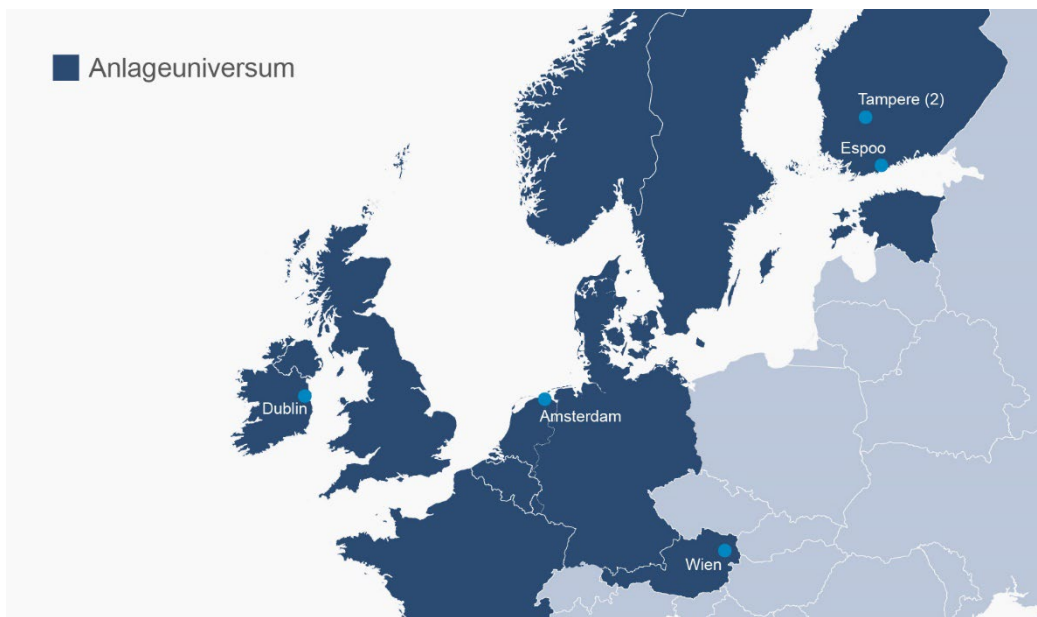 Anlageuniversum
Tampere (2)
Espoo
Dublin
Amsterdam
Wien